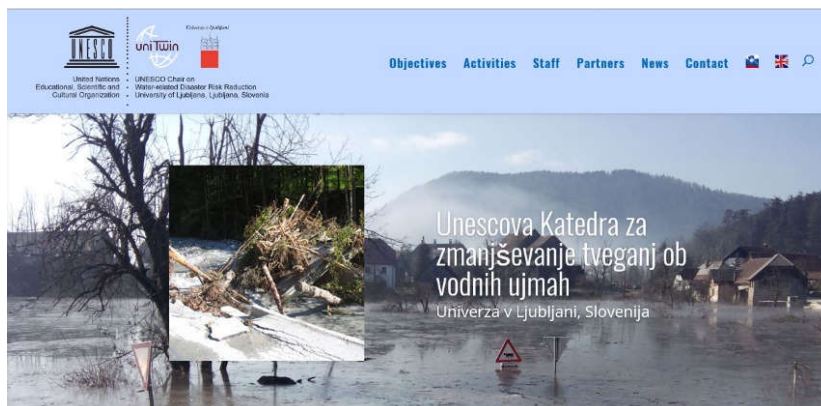 UNESCO
uniTwin
Univerza v Ljubljani
United Nations
Educational, Scientific and
Cultural Organization
UNESCO Chair on
Water-related Disaster Risk Reduction
University of Ljubljana, Ljubljana, Slovenia
Objectives Activities Staff Partners News Contact
Unescova Katedra za
zmanjševanje tveganj ob
vodnih ujmah
Univerza v Ljubljani, Slovenija